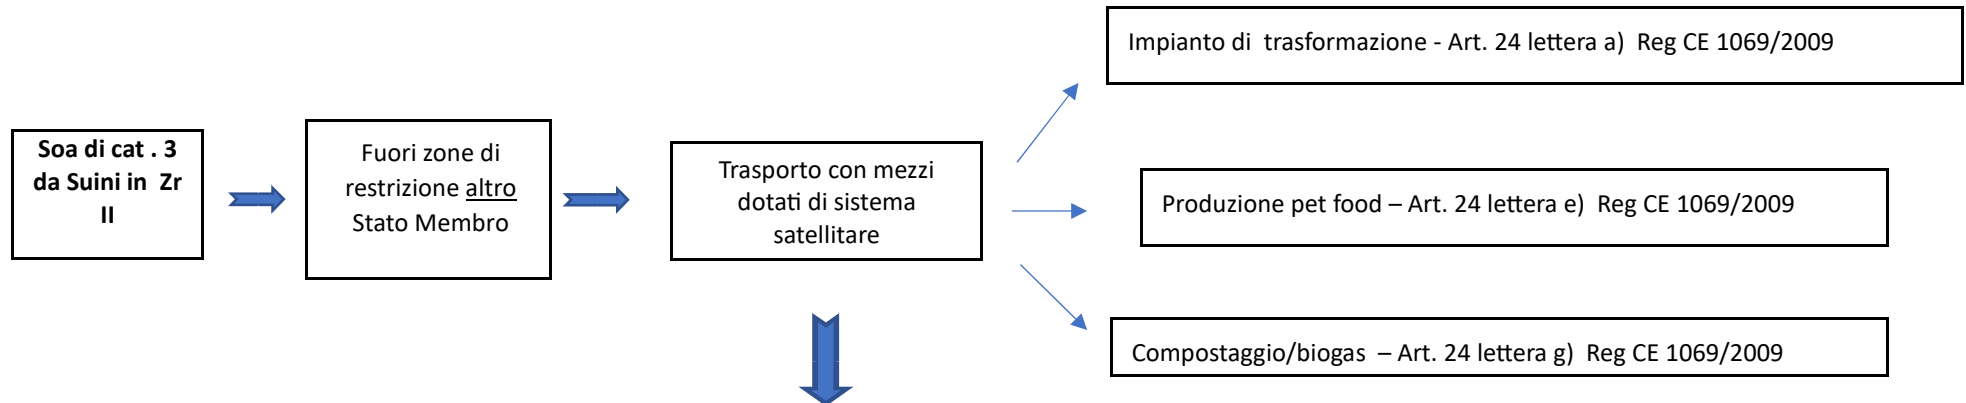 Soa di cat . 3
da Suini in Zr
II
Fuori zone di
restrizione altro
Stato Membro
Trasporto con mezzi
dotati di sistema
satellitare
Impianto di trasformazione - Art. 24 lettera a) Reg CE 1069/2009
Produzione pet food – Art. 24 lettera e) Reg CE 1069/2009
Compostaggio/biogas – Art. 24 lettera g) Reg CE 1069/2009